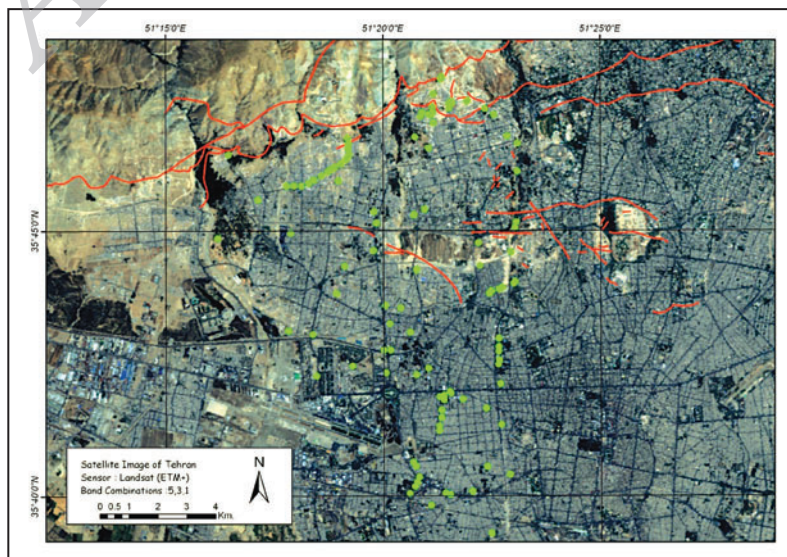 51°15'0"E
51°20'0"E
51°25'0"E
35°45'0"N
35°40'0"N
Satellite Image of Tehran
Sensor : Landsat (ETM+)
Band Combinations :5,3,1
N
0 0.5 1 2 3 4
Km.